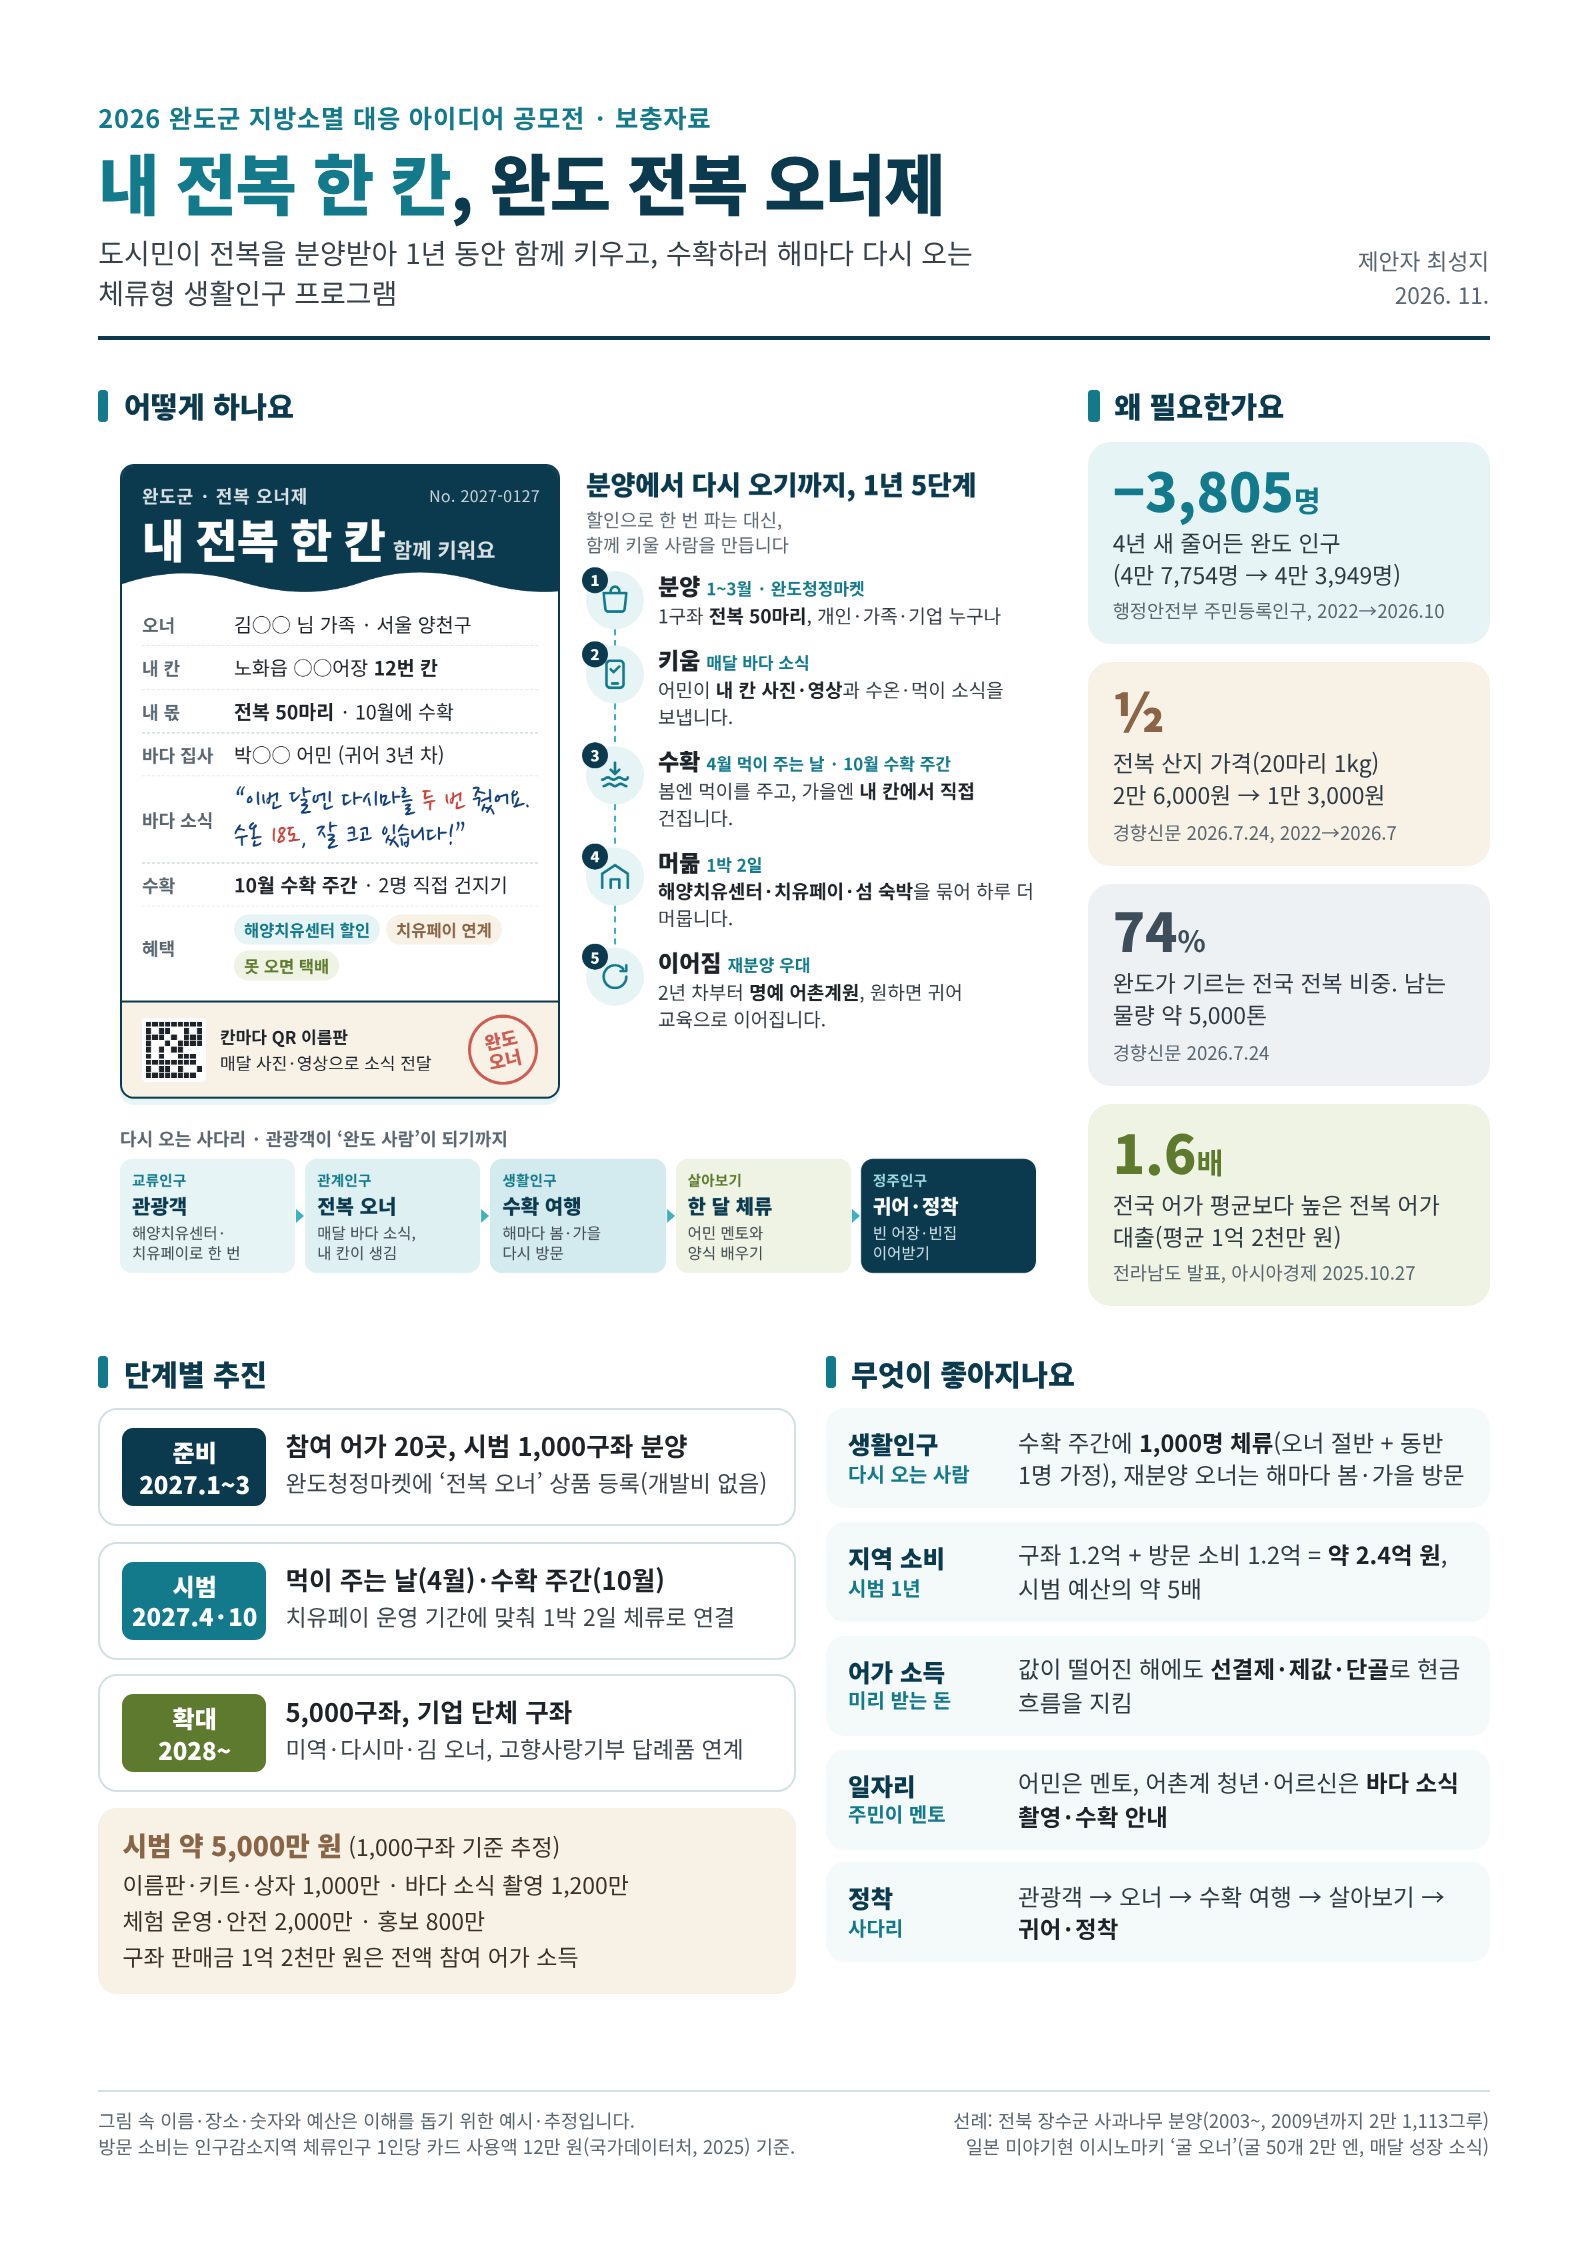 2026 완도군 지방소멸 대응 아이디어 공모전 · 보충자료
내 전복 한 칸, 완도 전복 오너제
도시민이 전복을 분양받아 1년 동안 함께 키우고, 수확하러 해마다 다시 오는
체류형 생활인구 프로그램
제안자 최성지
2026. 11.
어떻게 하나요
완도군 · 전복 오너제
No. 2027-0127
내 전복 한 칸 함께 키워요
오너 김○○ 님 가족 · 서울 양천구
내 칸 노화읍 ○○어장 12번 칸
내 몫 전복 50마리 · 10월에 수확
바다 집사 박○○ 어민 (귀어 3년 차)
바다 소식
“이번 달엔 다시마를 두 번 줬어요.
수온 18도, 잘 크고 있습니다!”
수확 10월 수확 주간 · 2명 직접 건지기
혜택
해양치유센터 할인 치유페이 연계
못 오면 택배
칸마다 QR 이름판
매달 사진·영상으로 소식 전달
완도
오너
분양에서 다시 오기까지, 1년 5단계
할인으로 한 번 파는 대신,
함께 키울 사람을 만듭니다
1 분양 1~3월 · 완도청정마켓
1구좌 전복 50마리, 개인·가족·기업 누구나
2 키움 매달 바다 소식
어민이 내 칸 사진·영상과 수온·먹이 소식을
보냅니다.
3 수확 4월 먹이 주는 날 · 10월 수확 주간
봄엔 먹이를 주고, 가을엔 내 칸에서 직접
건집니다.
4 머묾 1박 2일
해양치유센터·치유페이·섬 숙박을 묶어 하루 더
머뭅니다.
5 이어짐 재분양 우대
2년 차부터 명예 어촌계원, 원하면 귀어
교육으로 이어집니다.
다시 오는 사다리 · 관광객이 ‘완도 사람’이 되기까지
교류인구
관광객
해양치유센터·
치유페이로 한 번
관계인구
전복 오너
매달 바다 소식,
내 칸이 생김
생활인구
수확 여행
해마다 봄·가을
다시 방문
살아보기
한 달 체류
어민 멘토와
양식 배우기
정주인구
귀어·정착
빈 어장·빈집
이어받기
왜 필요한가요
−3,805명
4년 새 줄어든 완도 인구
(4만 7,754명 → 4만 3,949명)
행정안전부 주민등록인구, 2022→2026.10
½
전복 산지 가격(20마리 1kg)
2만 6,000원 → 1만 3,000원
경향신문 2026.7.24, 2022→2026.7
74%
완도가 기르는 전국 전복 비중. 남는
물량 약 5,000톤
경향신문 2026.7.24
1.6배
전국 어가 평균보다 높은 전복 어가
대출(평균 1억 2천만 원)
전라남도 발표, 아시아경제 2025.10.27
단계별 추진
준비
2027.1~3
참여 어가 20곳, 시범 1,000구좌 분양
완도청정마켓에 ‘전복 오너’ 상품 등록(개발비 없음)
시범
2027.4·10
먹이 주는 날(4월)·수확 주간(10월)
치유페이 운영 기간에 맞춰 1박 2일 체류로 연결
확대
2028~
5,000구좌, 기업 단체 구좌
미역·다시마·김 오너, 고향사랑기부 답례품 연계
시범 약 5,000만 원 (1,000구좌 기준 추정)
이름판·키트·상자 1,000만 · 바다 소식 촬영 1,200만
체험 운영·안전 2,000만 · 홍보 800만
구좌 판매금 1억 2천만 원은 전액 참여 어가 소득
무엇이 좋아지나요
생활인구
다시 오는 사람
수확 주간에 1,000명 체류(오너 절반 + 동반
1명 가정), 재분양 오너는 해마다 봄·가을 방문
지역 소비
시범 1년
구좌 1.2억 + 방문 소비 1.2억 = 약 2.4억 원,
시범 예산의 약 5배
어가 소득
미리 받는 돈
값이 떨어진 해에도 선결제·제값·단골로 현금
흐름을 지킴
일자리
주민이 멘토
어민은 멘토, 어촌계 청년·어르신은 바다 소식
촬영·수확 안내
정착
사다리
관광객 → 오너 → 수확 여행 → 살아보기 →
귀어·정착
그림 속 이름·장소·숫자와 예산은 이해를 돕기 위한 예시·추정입니다.
방문 소비는 인구감소지역 체류인구 1인당 카드 사용액 12만 원(국가데이터처, 2025) 기준.
선례: 전북 장수군 사과나무 분양(2003~, 2009년까지 2만 1,113그루)
일본 미야기현 이시노마키 ‘굴 오너’(굴 50개 2만 엔, 매달 성장 소식)